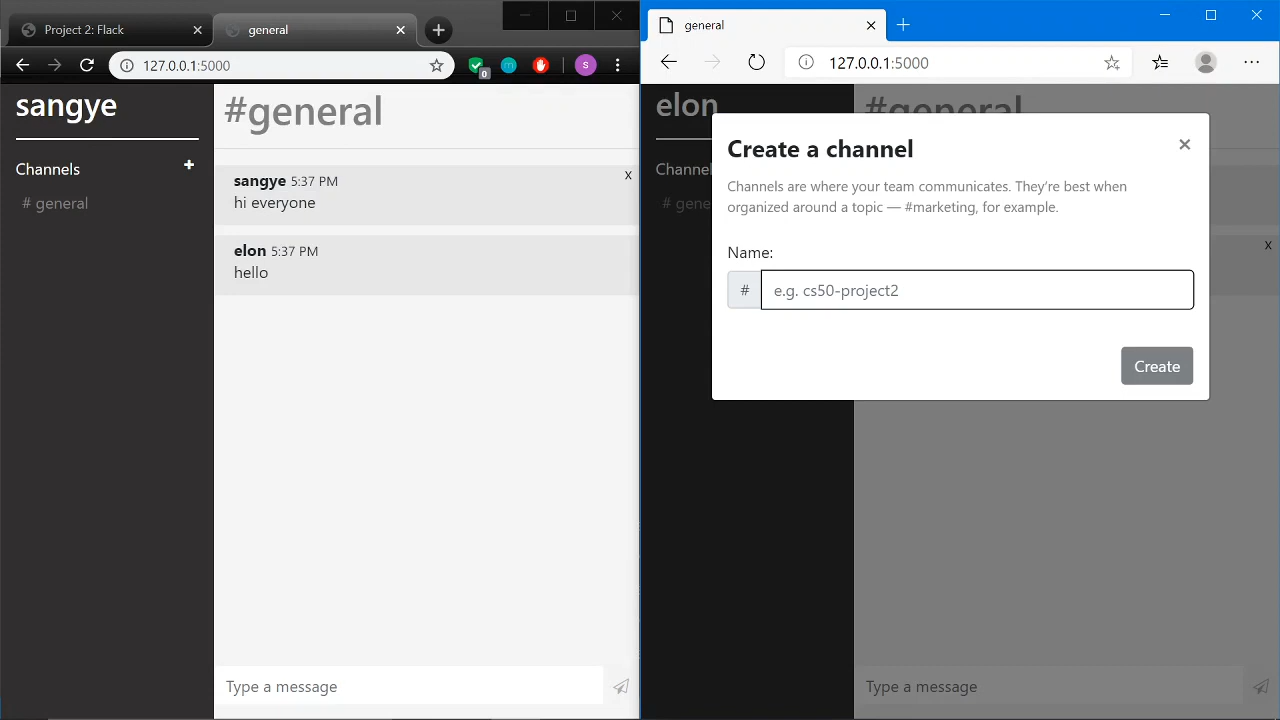 Project 2: Flack
general
127.0.0.1:5000
0
s
sangye
Channels
# general
#general
sangye 5:37 PM
x
hi everyone
elon 5:37 PM
hello
Type a message
general
127.0.0.1:5000
elon
Channel
# gene
#general
x
Create a channel
Channels are where your team communicates. They're best when
organized around a topic — #marketing, for example.
Name:
# e.g. cs50-project2
Create
Type a message